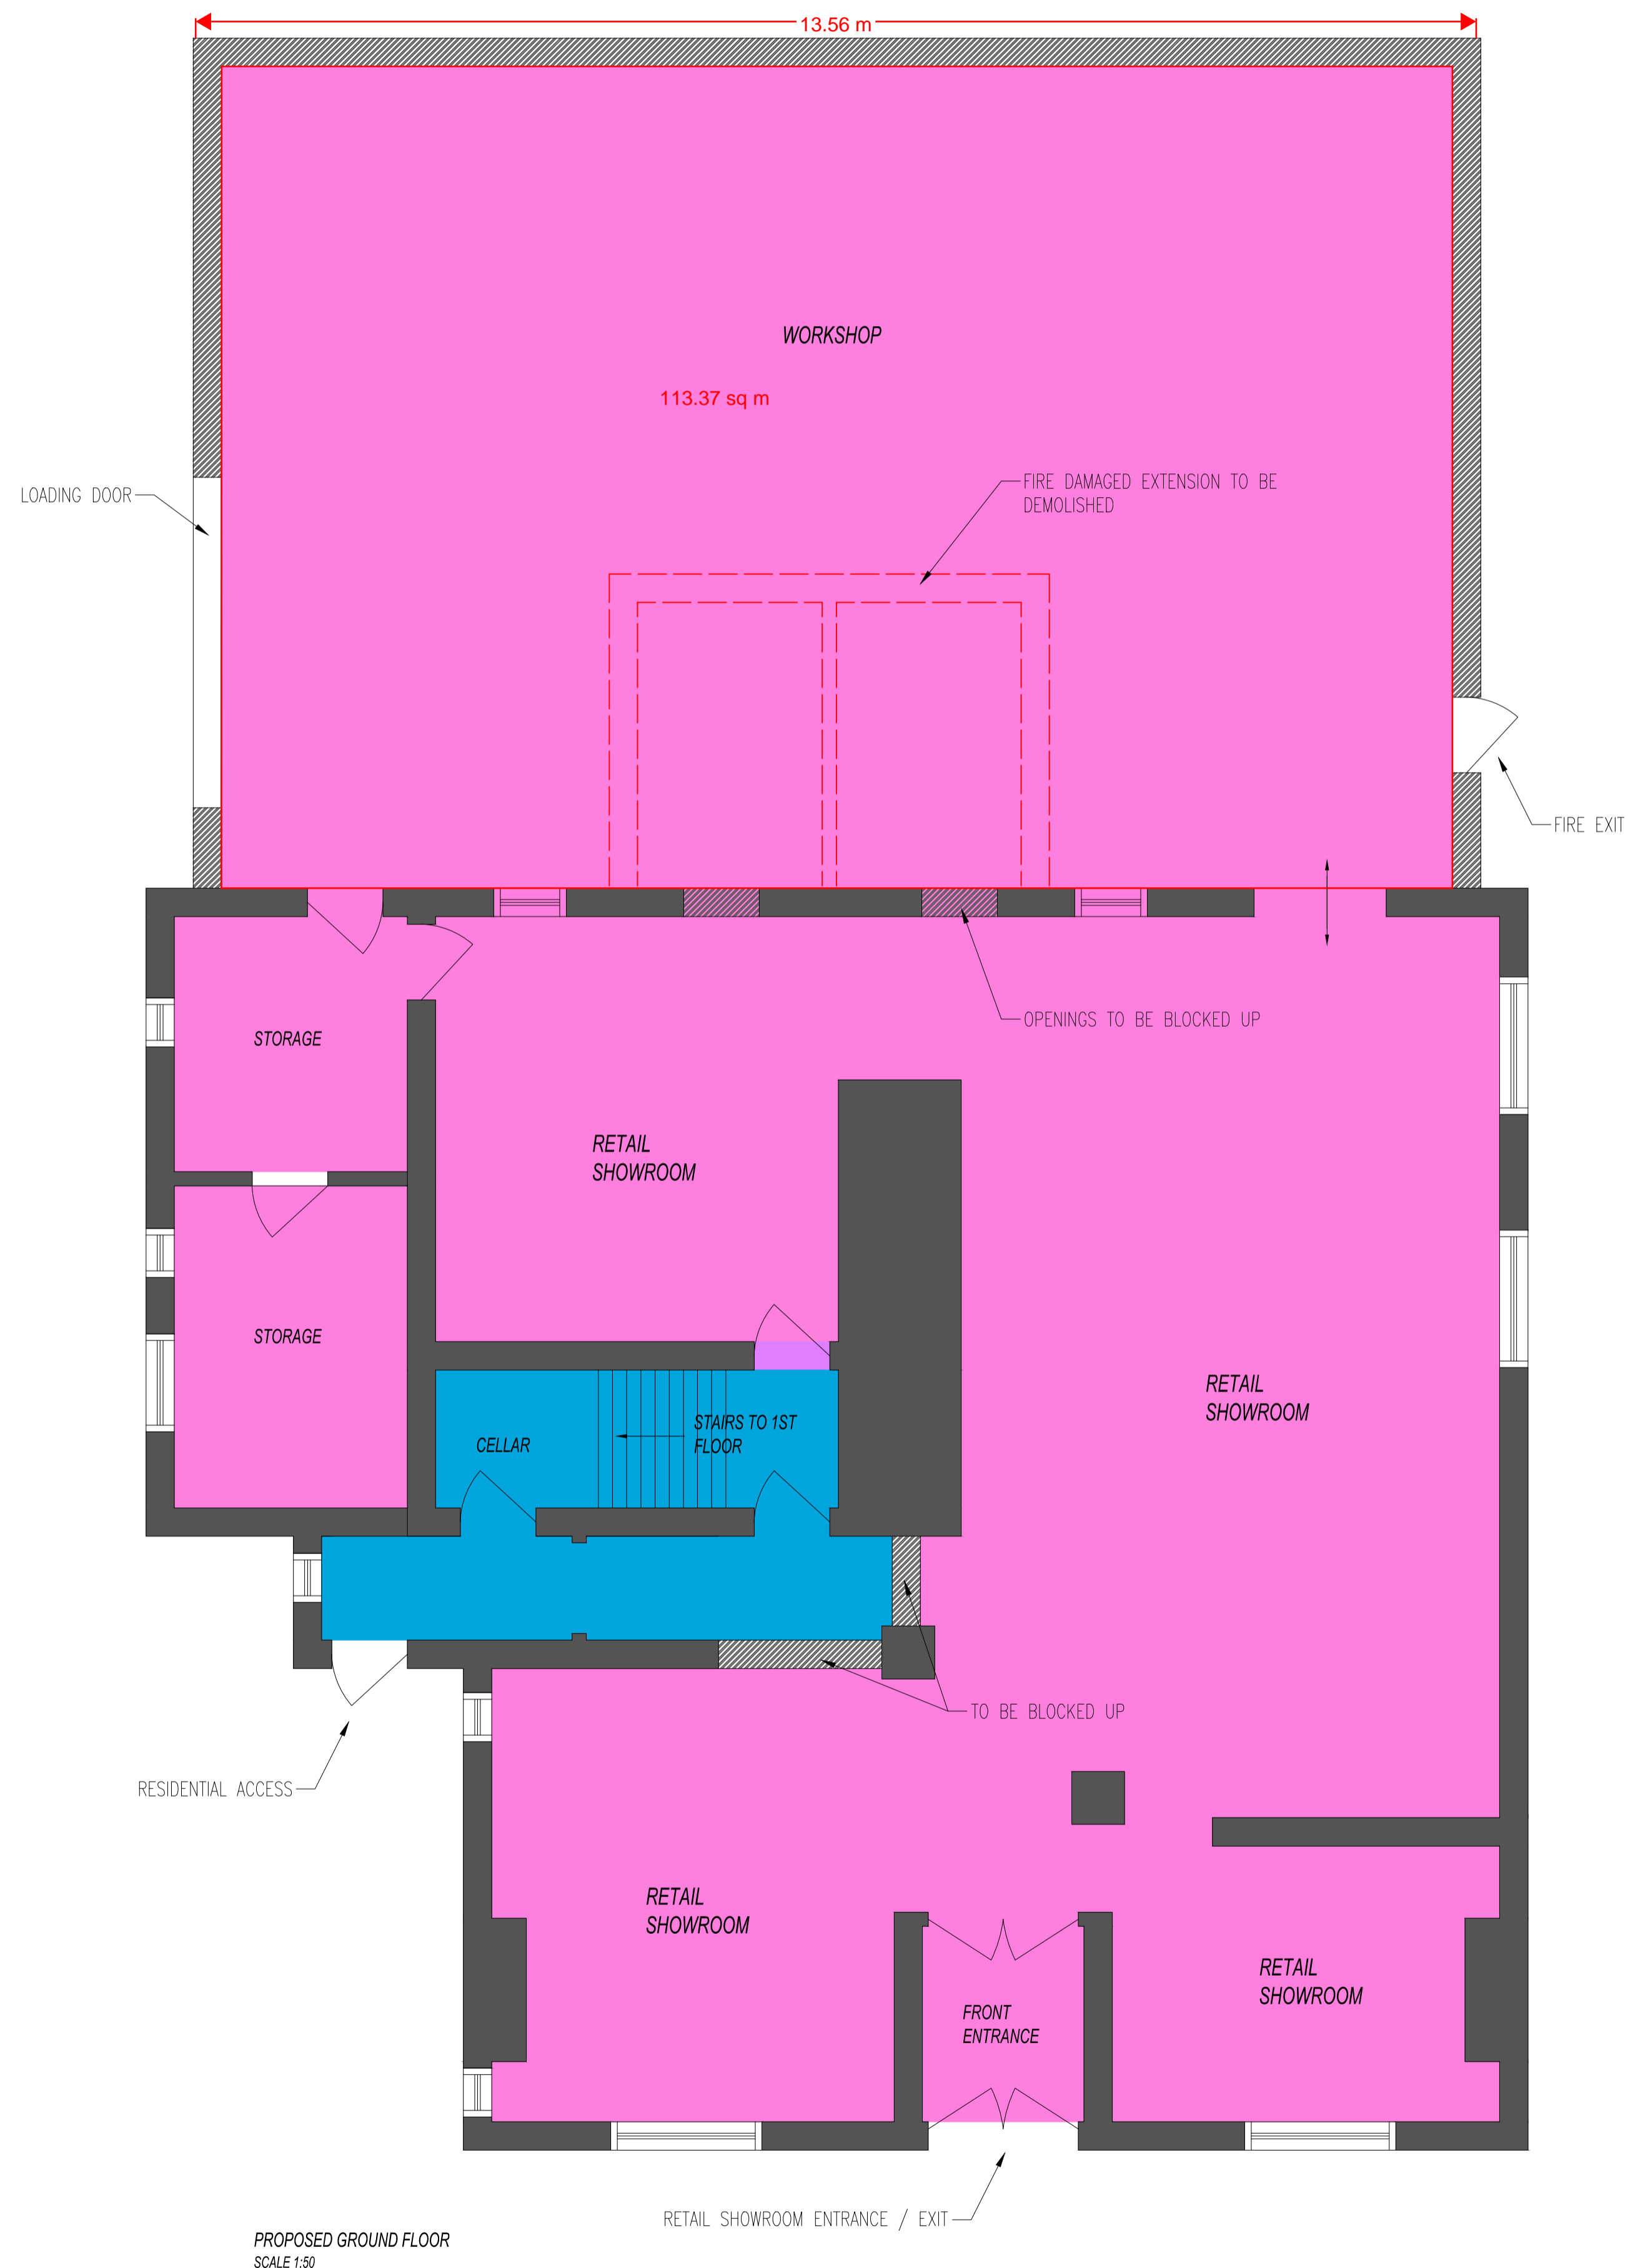 13.56 m
WORKSHOP
113.37 sq m
FIRE DAMAGED EXTENSION TO BE
DEMOLISHED
LOADING DOOR
FIRE EXIT
OPENINGS TO BE BLOCKED UP
STORAGE
RETAIL
SHOWROOM
STORAGE
RETAIL
SHOWROOM
STAIRS TO 1ST
FLOOR
CELLAR
TO BE BLOCKED UP
RESIDENTIAL ACCESS
RETAIL
SHOWROOM
RETAIL
SHOWROOM
FRONT
ENTRANCE
RETAIL SHOWROOM ENTRANCE / EXIT
PROPOSED GROUND FLOOR
SCALE 1:50